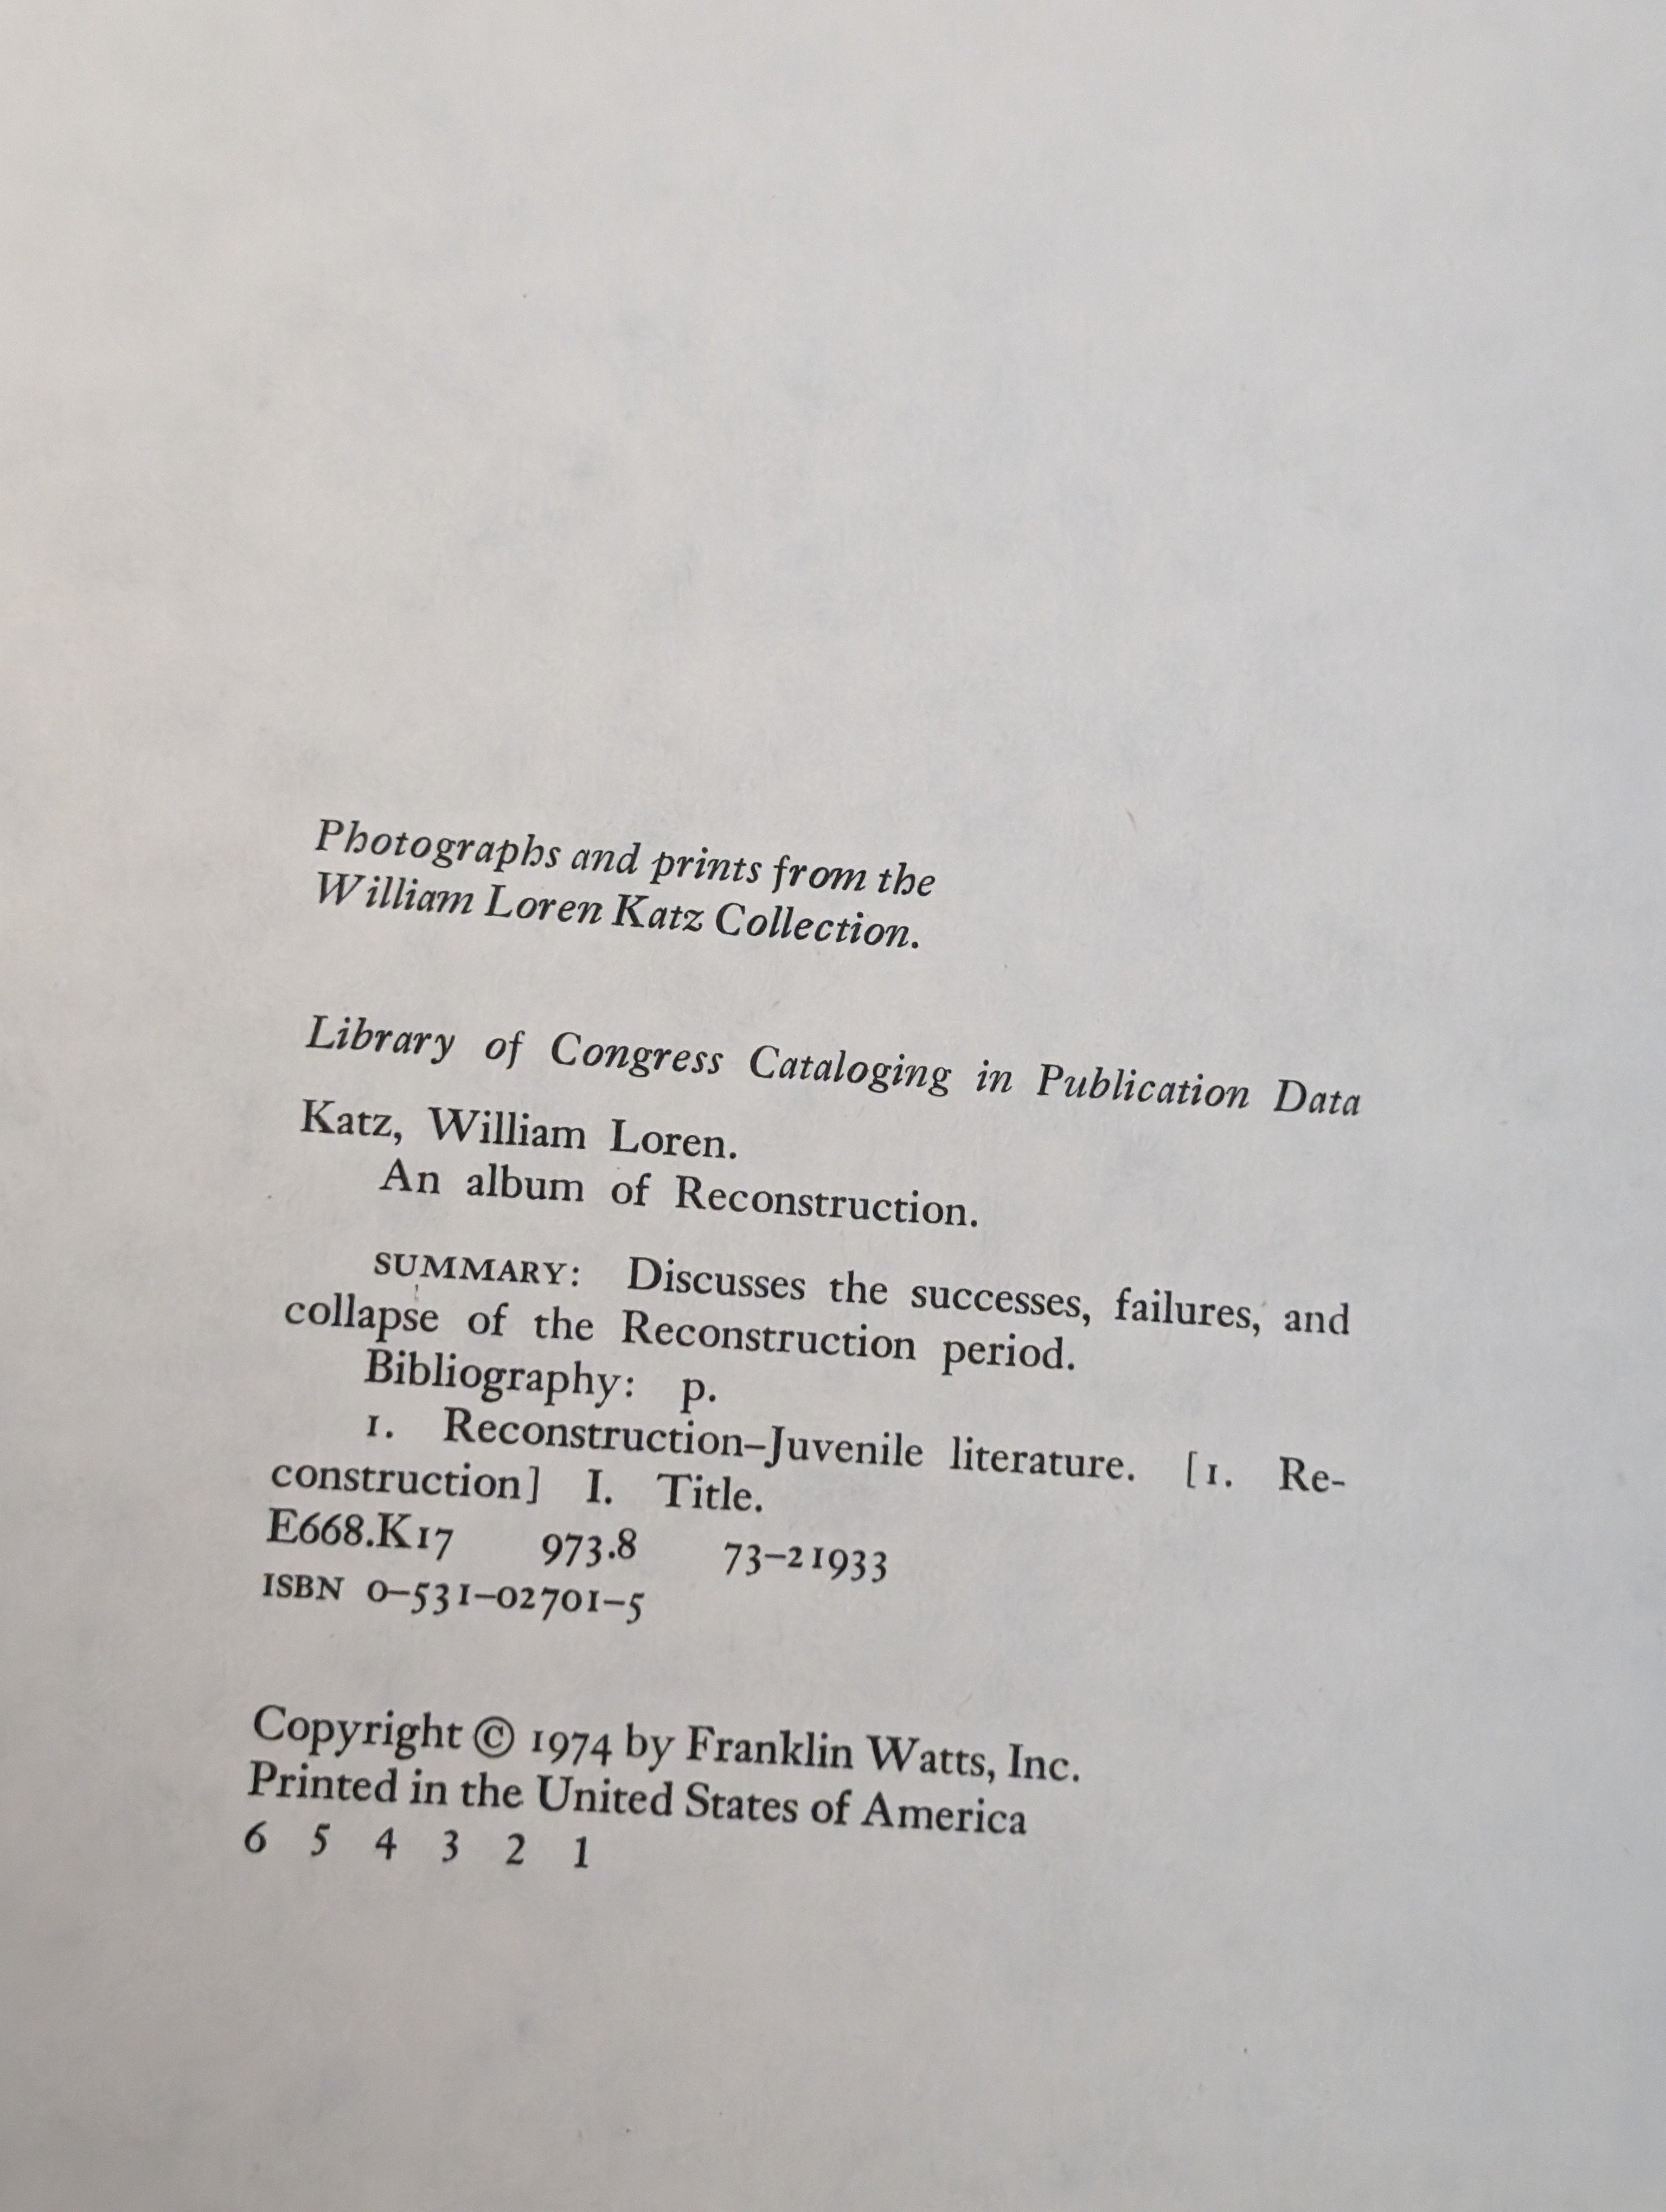 Photographs and prints from the
William Loren Katz Collection.
Library of Congress Cataloging in Publication Data
Katz, William Loren.
An album of Reconstruction.
SUMMARY: Discusses the successes, failures, and
collapse of the Reconstruction period.
Bibliography: p.
1. Reconstruction–Juvenile literature. [1. Re-
construction] I. Title.
E668.K17 973.8 73–21933
ISBN 0–531–02701–5
Copyright © 1974 by Franklin Watts, Inc.
Printed in the United States of America
6 5 4 3 2 1